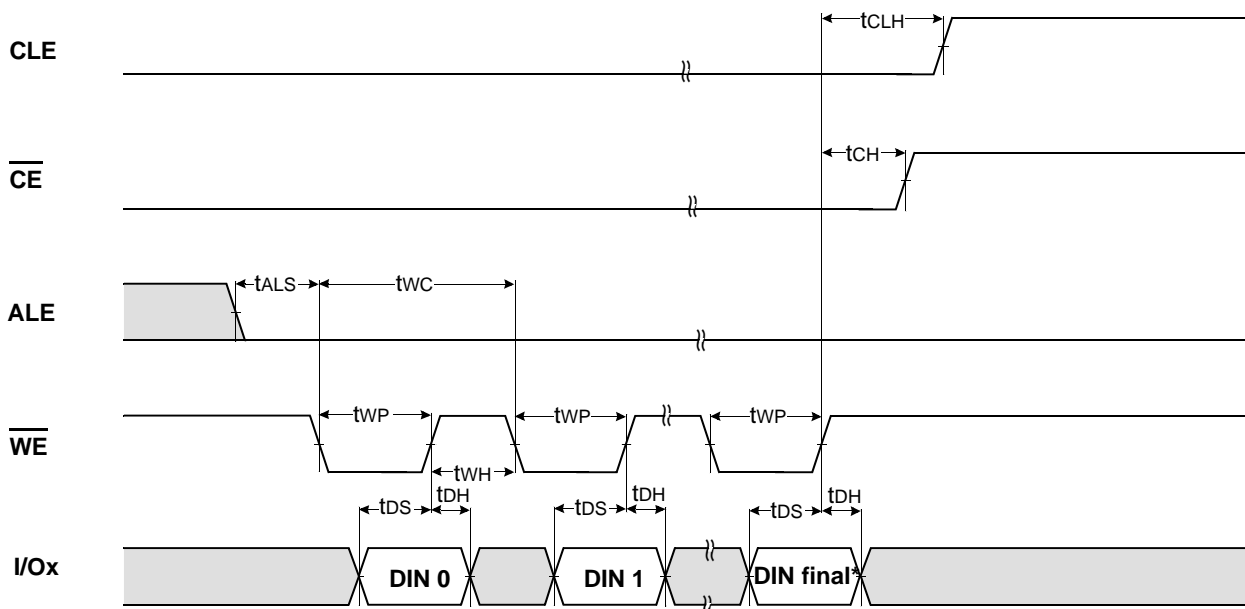 tCLH
CLE
tCH
CE
tALS
tWC
ALE
tWP
tWP
tWP
WE
tWH
tDS
tDH
tDS
tDH
tDS
tDH
I/Ox
DIN 0
DIN 1
DIN final*